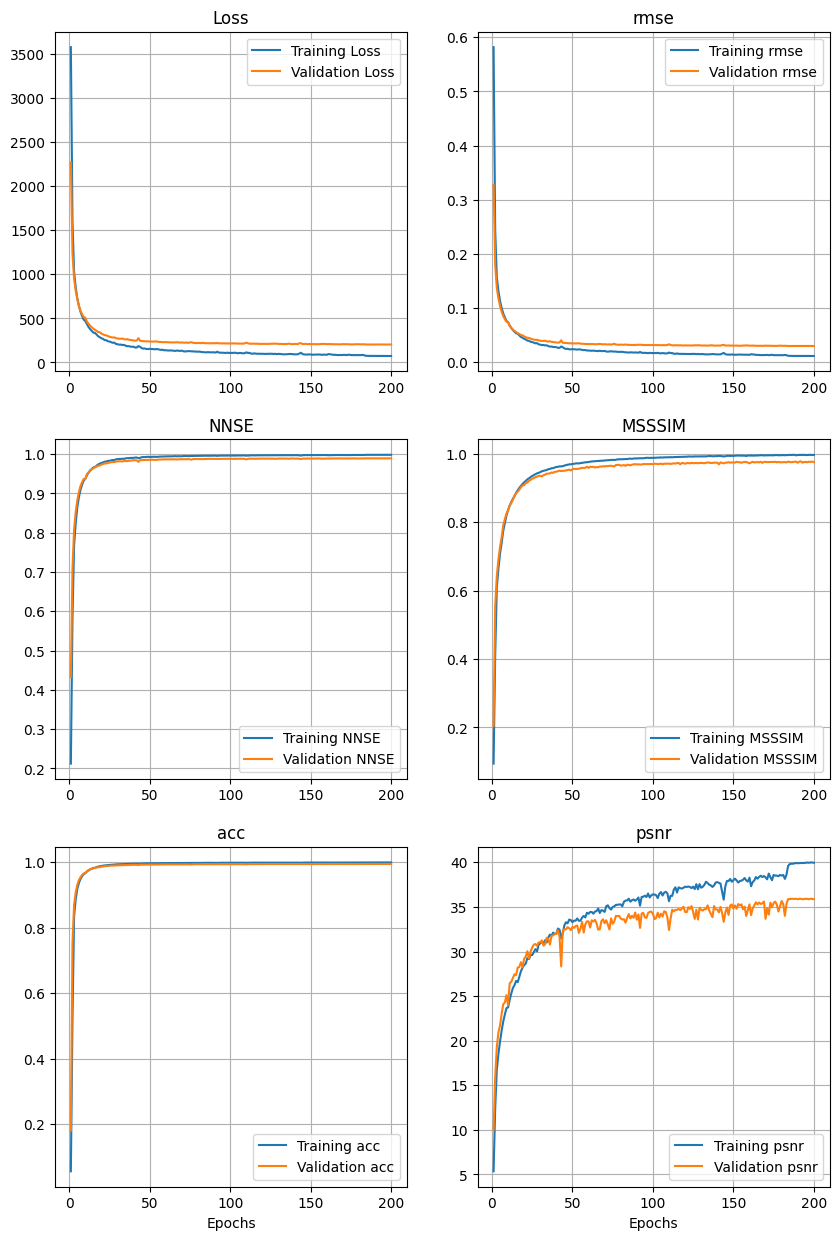 Loss
Training Loss
Validation Loss
3500
3000
2500
2000
1500
1000
500
0
0 50 100 150 200
rmse
Training rmse
Validation rmse
0.6
0.5
0.4
0.3
0.2
0.1
0.0
0 50 100 150 200
NNSE
1.0
0.9
0.8
0.7
0.6
0.5
0.4
0.3
0.2
Training NNSE
Validation NNSE
0 50 100 150 200
MSSSIM
1.0
0.8
0.6
0.4
0.2
Training MSSSIM
Validation MSSSIM
0 50 100 150 200
acc
1.0
0.8
0.6
0.4
0.2
Training acc
Validation acc
0 50 100 150 200
Epochs
psnr
40
35
30
25
20
15
10
5
Training psnr
Validation psnr
0 50 100 150 200
Epochs